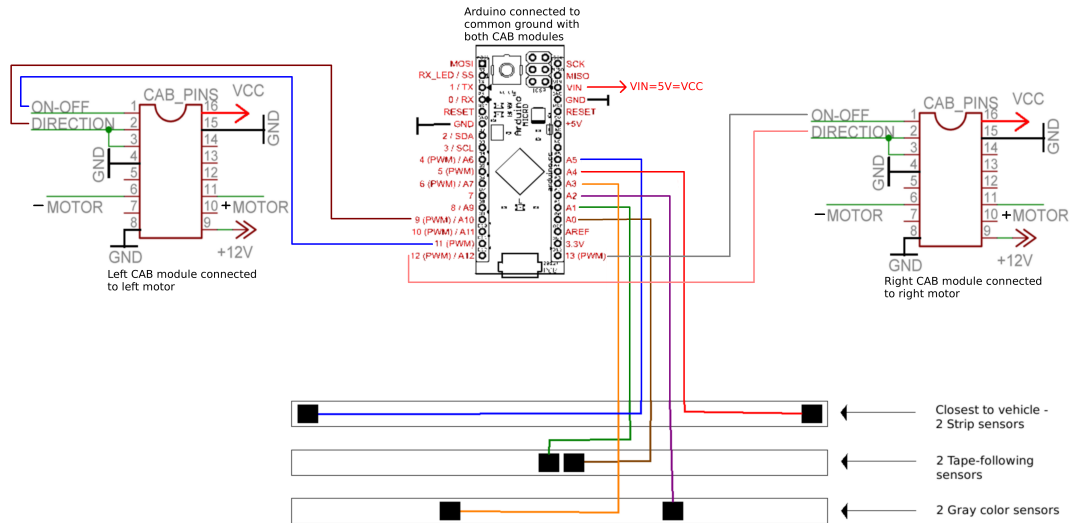 Arduino connected to
common ground with
both CAB modules
MOSI
RX_LED / SS
1 / TX
0 / RX
RESET
GND
2 / SDA
3 / SCL
4 (PWM) / A6
5 (PWM)
6 (PWM) / A7
7
8 / A9
9 (PWM) / A10
10 (PWM) / A11
11 (PWM)
12 (PWM) / A12
SCK
MISO
VIN
GND
RESET
+5V
A5
A4
A3
A2
A1
A0
AREF
3.3V
13 (PWM)
VIN=5V=VCC
Arduino
MICRO
ICSP
L
CAB_PINS
VCC
ON-OFF
DIRECTION
GND
GND
1
2
3
4
5
6
7
8
16
15
14
13
12
11
10
9
−MOTOR
+MOTOR
GND
+12V
Left CAB module connected
to left motor
CAB_PINS
VCC
ON-OFF
DIRECTION
GND
GND
1
2
3
4
5
6
7
8
16
15
14
13
12
11
10
9
−MOTOR
+MOTOR
GND
+12V
Right CAB module connected
to right motor
Closest to vehicle -
2 Strip sensors
2 Tape-following
sensors
2 Gray color sensors